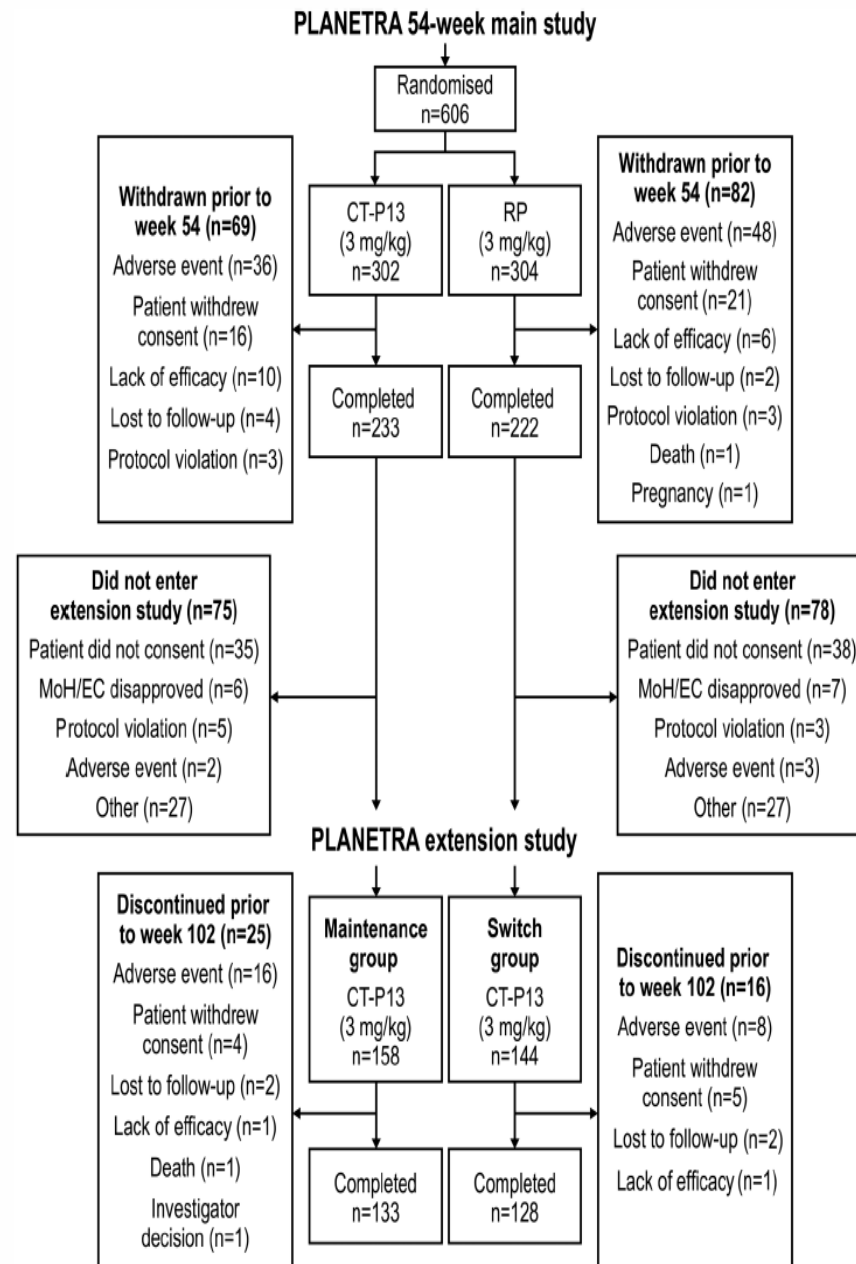 PLANETRA 54-week main study
Randomised
n=606
Withdrawn prior to
week 54 (n=69)
Adverse event (n=36)
Patient withdrew
consent (n=16)
Lack of efficacy (n=10)
Lost to follow-up (n=4)
Protocol violation (n=3)
CT-P13
(3 mg/kg)
n=302
RP
(3 mg/kg)
n=304
Withdrawn prior to
week 54 (n=82)
Adverse event (n=48)
Patient withdrew
consent (n=21)
Lack of efficacy (n=6)
Lost to follow-up (n=2)
Protocol violation (n=3)
Death (n=1)
Pregnancy (n=1)
Completed
n=233
Completed
n=222
Did not enter
extension study (n=75)
Patient did not consent (n=35)
MoH/EC disapproved (n=6)
Protocol violation (n=5)
Adverse event (n=2)
Other (n=27)
Did not enter
extension study (n=78)
Patient did not consent (n=38)
MoH/EC disapproved (n=7)
Protocol violation (n=3)
Adverse event (n=3)
Other (n=27)
PLANETRA extension study
Discontinued prior
to week 102 (n=25)
Adverse event (n=16)
Patient withdrew
consent (n=4)
Lost to follow-up (n=2)
Lack of efficacy (n=1)
Death (n=1)
Investigator
decision (n=1)
Maintenance
group
CT-P13
(3 mg/kg)
n=158
Switch
group
CT-P13
(3 mg/kg)
n=144
Discontinued prior
to week 102 (n=16)
Adverse event (n=8)
Patient withdrew
consent (n=5)
Lost to follow-up (n=2)
Lack of efficacy (n=1)
Completed
n=133
Completed
n=128